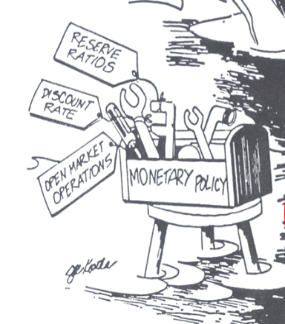 RESERVE
RATIOS
DISCOUNT
RATE
OPEN MARKET
OPERATIONS
MONETARY POLICY